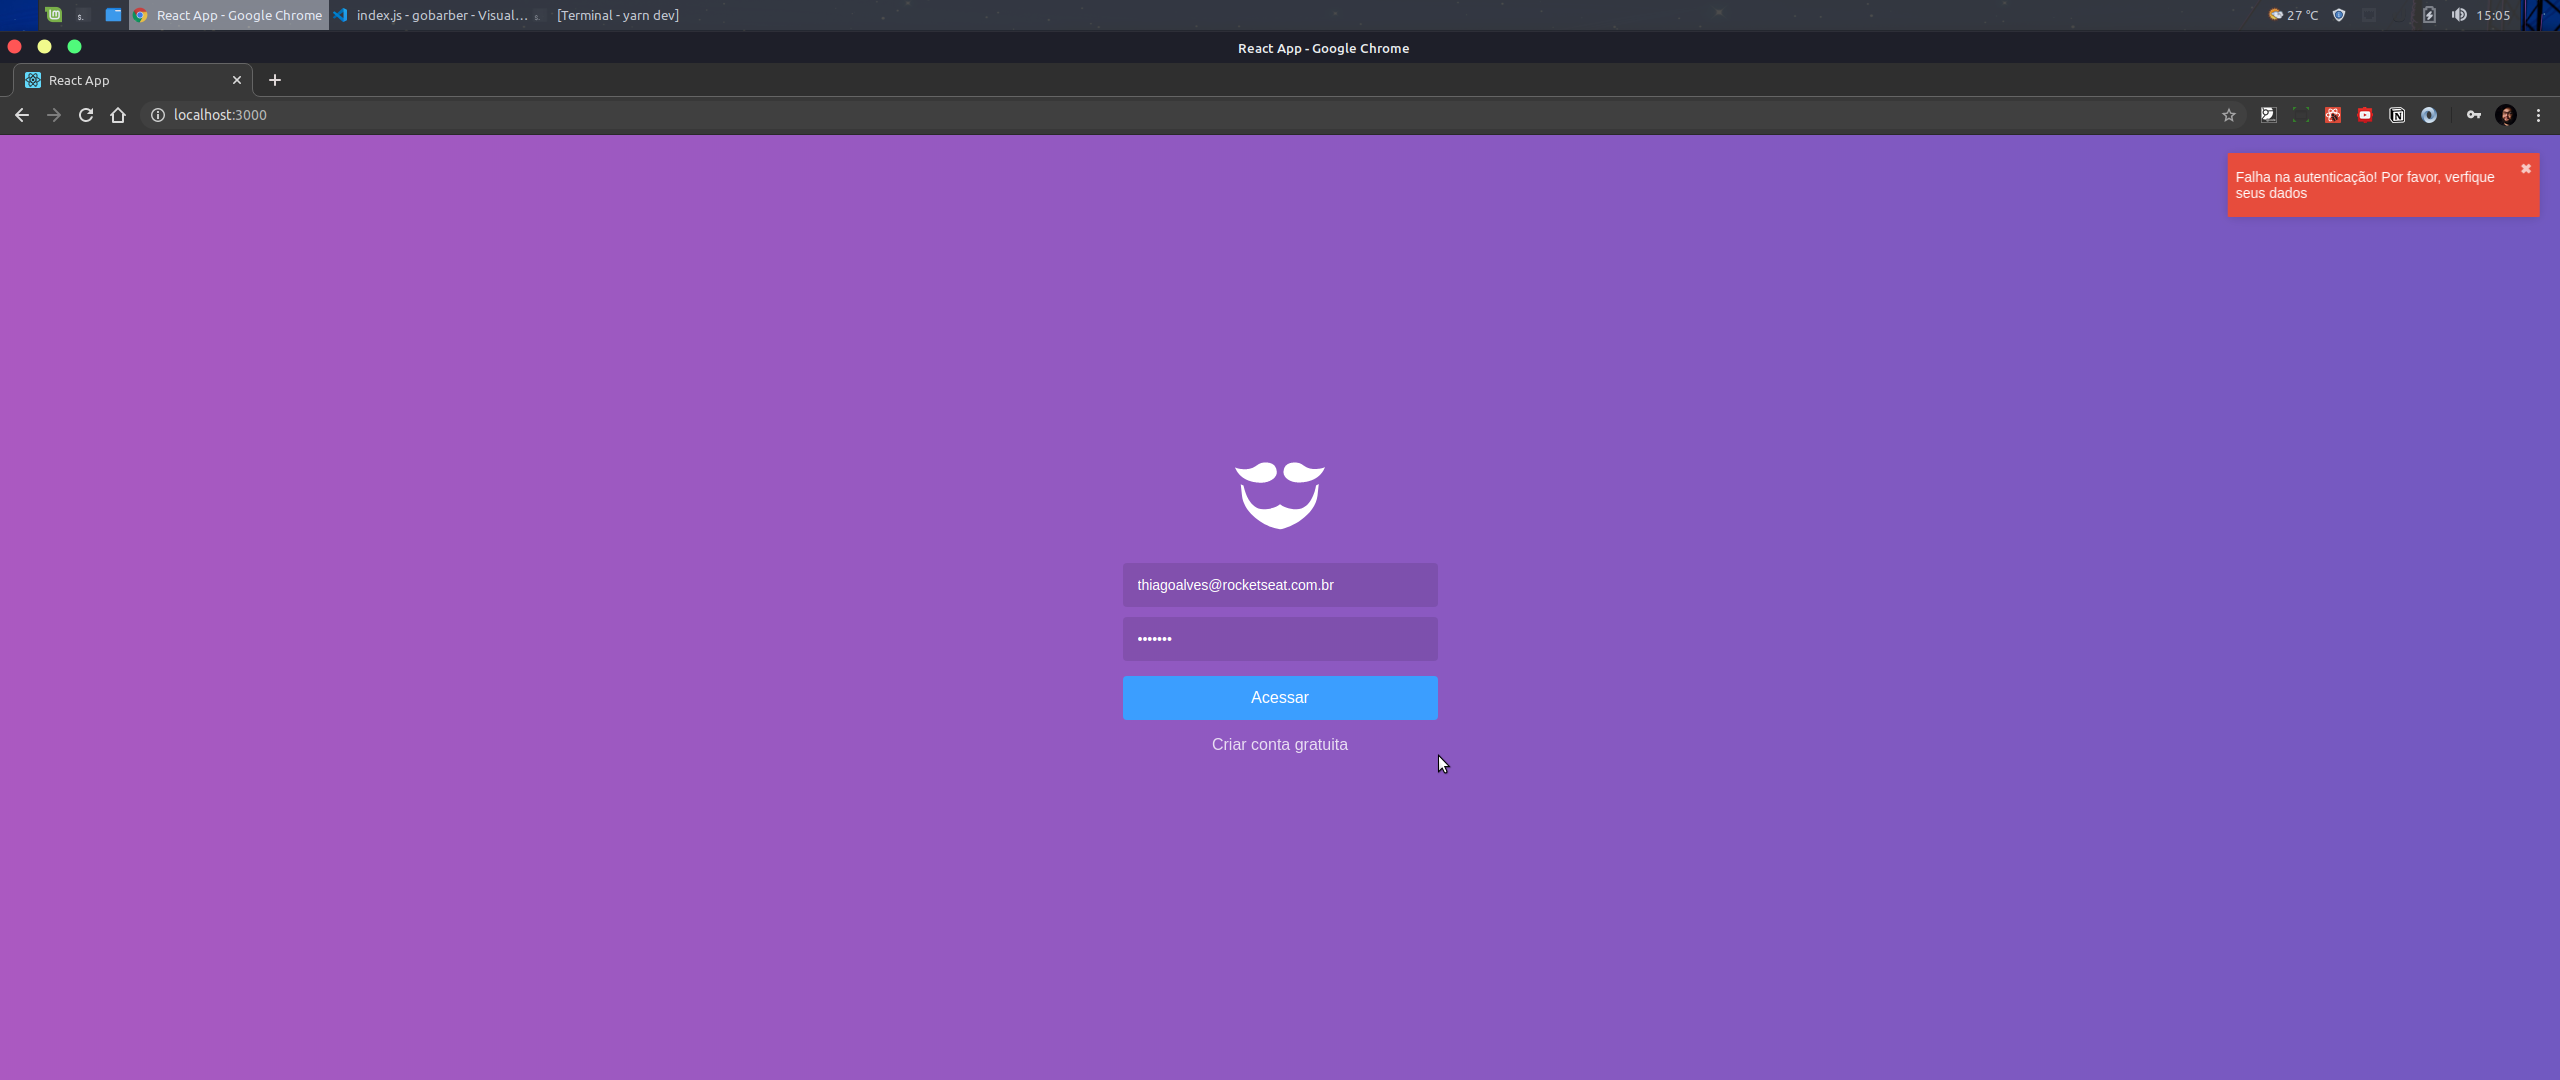 React App - Google Chrome
index.js - gobarber - Visual...
[Terminal - yarn dev]
27 °C
15:05
React App - Google Chrome
React App
localhost:3000
Falha na autenticação! Por favor, verfique
seus dados
thiagoalves@rocketseat.com.br
•••••••
Acessar
Criar conta gratuita